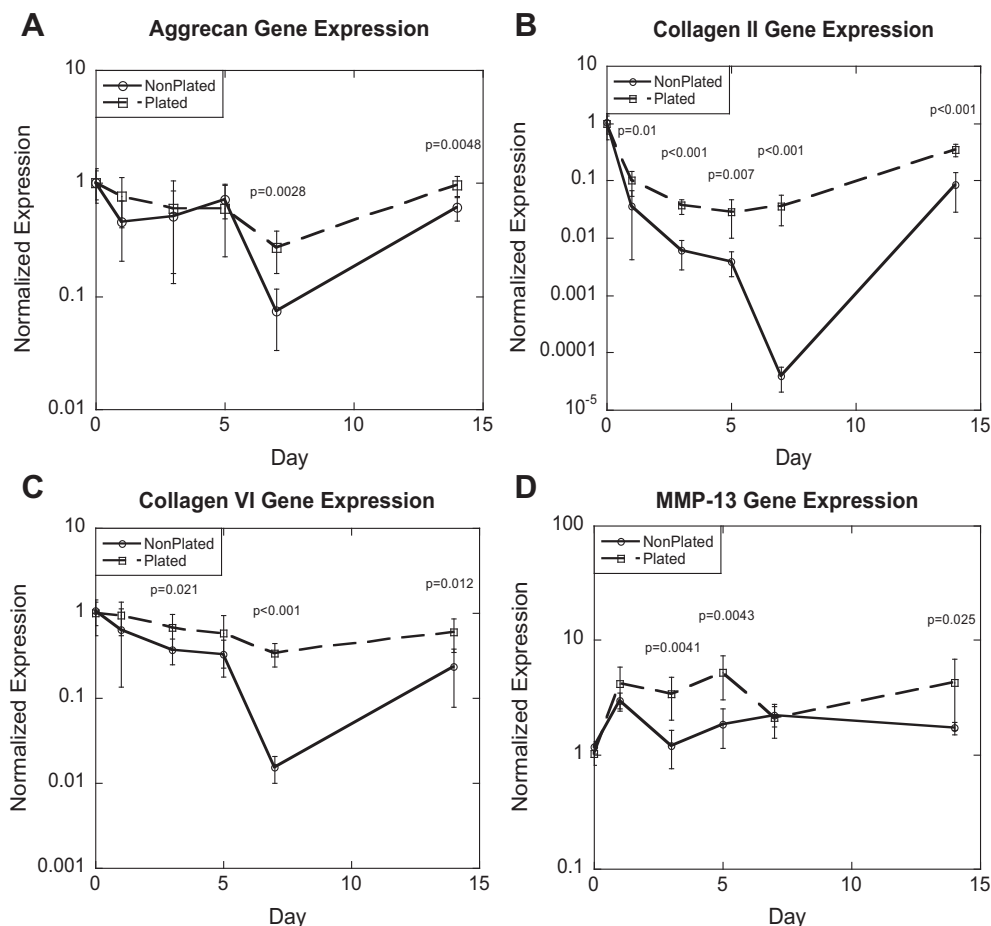 A
Aggrecan Gene Expression
10
1
0.1
0.01
NonPlated
Plated
p=0.0028
p=0.0048
0
5
10
15
Day
Normalized Expression
B
Collagen II Gene Expression
10
1
0.1
0.01
0.001
0.0001
10-5
NonPlated
Plated
p=0.01
p<0.001
p=0.007
p<0.001
p<0.001
0
5
10
15
Day
Normalized Expression
C
Collagen VI Gene Expression
10
1
0.1
0.01
0.001
NonPlated
Plated
p=0.021
p<0.001
p=0.012
0
5
10
15
Day
Normalized Expression
D
MMP-13 Gene Expression
100
10
1
0.1
NonPlated
Plated
p=0.0041
p=0.0043
p=0.025
0
5
10
15
Day
Normalized Expression